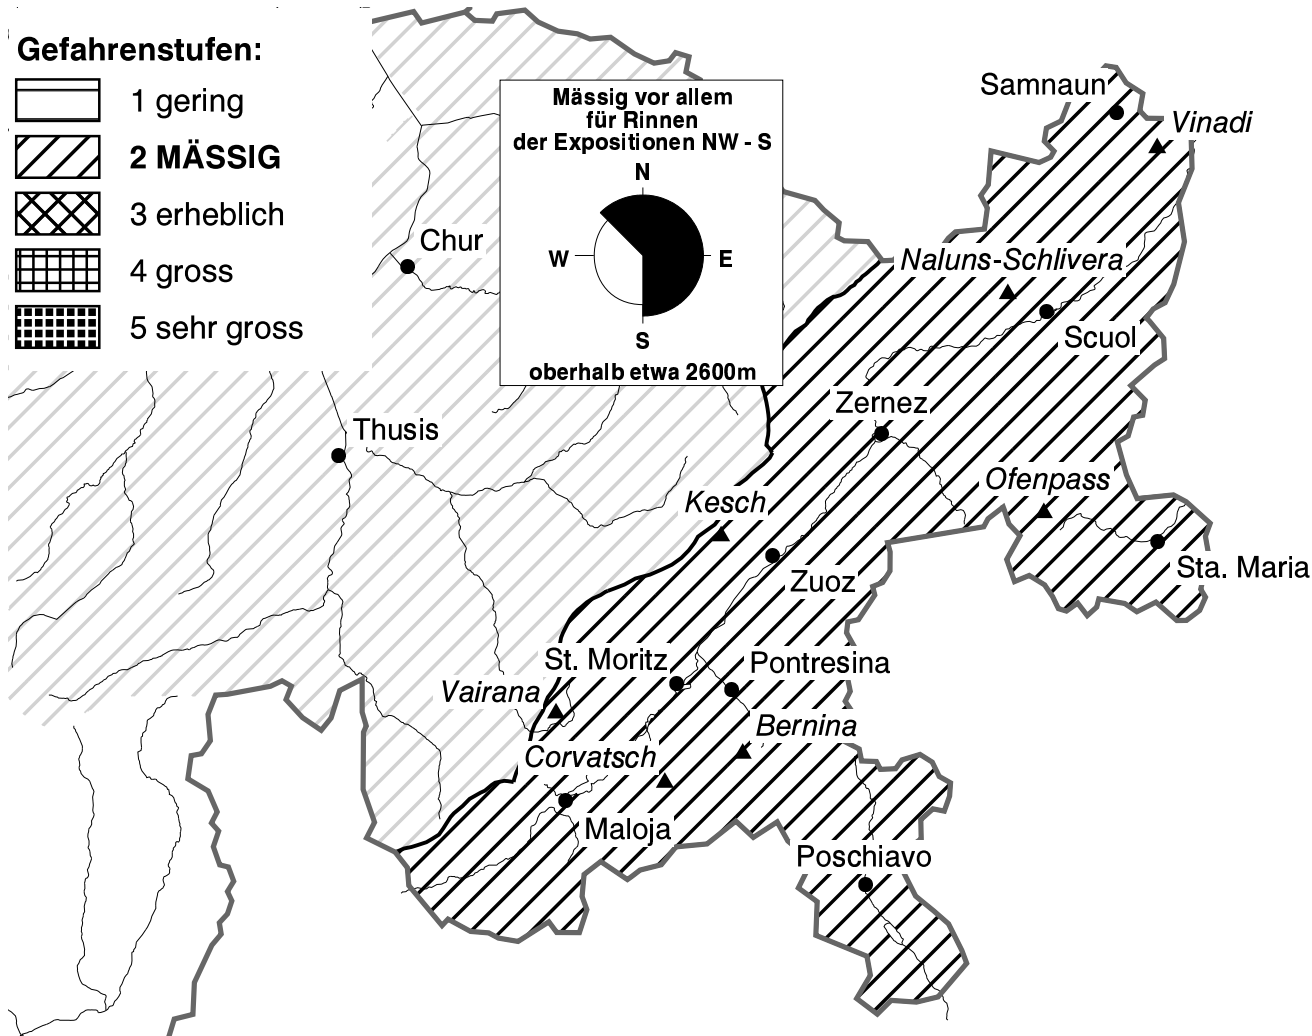 Gefahrenstufen:
1 gering
2 MÄSSIG
3 erheblich
4 gross
5 sehr gross
Mässig vor allem
für Rinnen
der Expositionen NW - S
N
W
E
S
oberhalb etwa 2600m
Samnaun
Vinadi
Chur
Naluns-Schlivera
Scuol
Zernez
Thusis
Ofenpass
Kesch
Sta. Maria
Zuoz
St. Moritz
Pontresina
Vairana
Bernina
Corvatsch
Maloja
Poschiavo